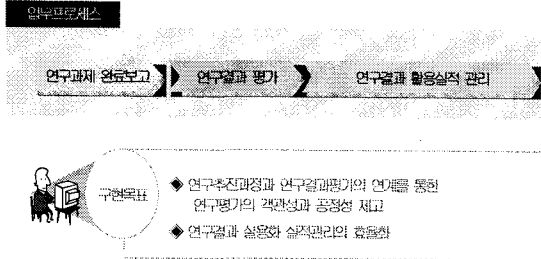 업무프로세스
연구과제 완료보고
연구결과 평가
연구결과 활용실적 관리
구현목표
◆ 연구추진과정과 연구결과평가의 연계를 통한
연구평가의 객관성과 공정성 제고
◆ 연구결과 실용화 실적관리의 효율화